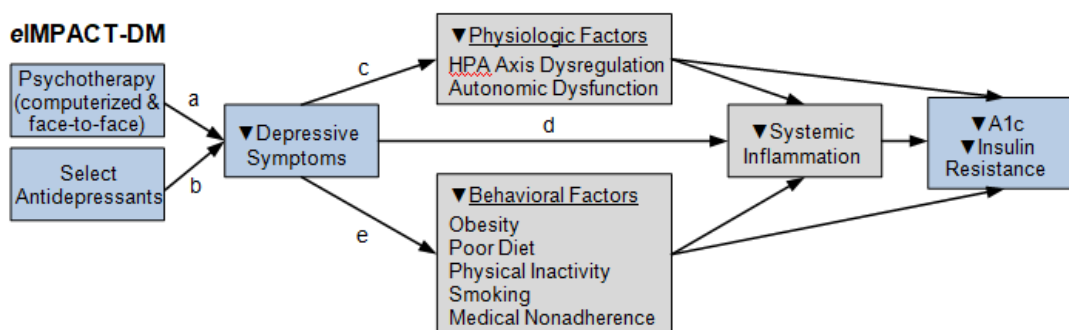 eIMPACT-DM
Psychotherapy
(computerized &
face-to-face)
a
Select
Antidepressants
b
▼Depressive
Symptoms
c
d
e
▼Physiologic Factors
HPA Axis Dysregulation
Autonomic Dysfunction
▼Behavioral Factors
Obesity
Poor Diet
Physical Inactivity
Smoking
Medical Nonadherence
▼Systemic
Inflammation
▼A1c
▼Insulin
Resistance